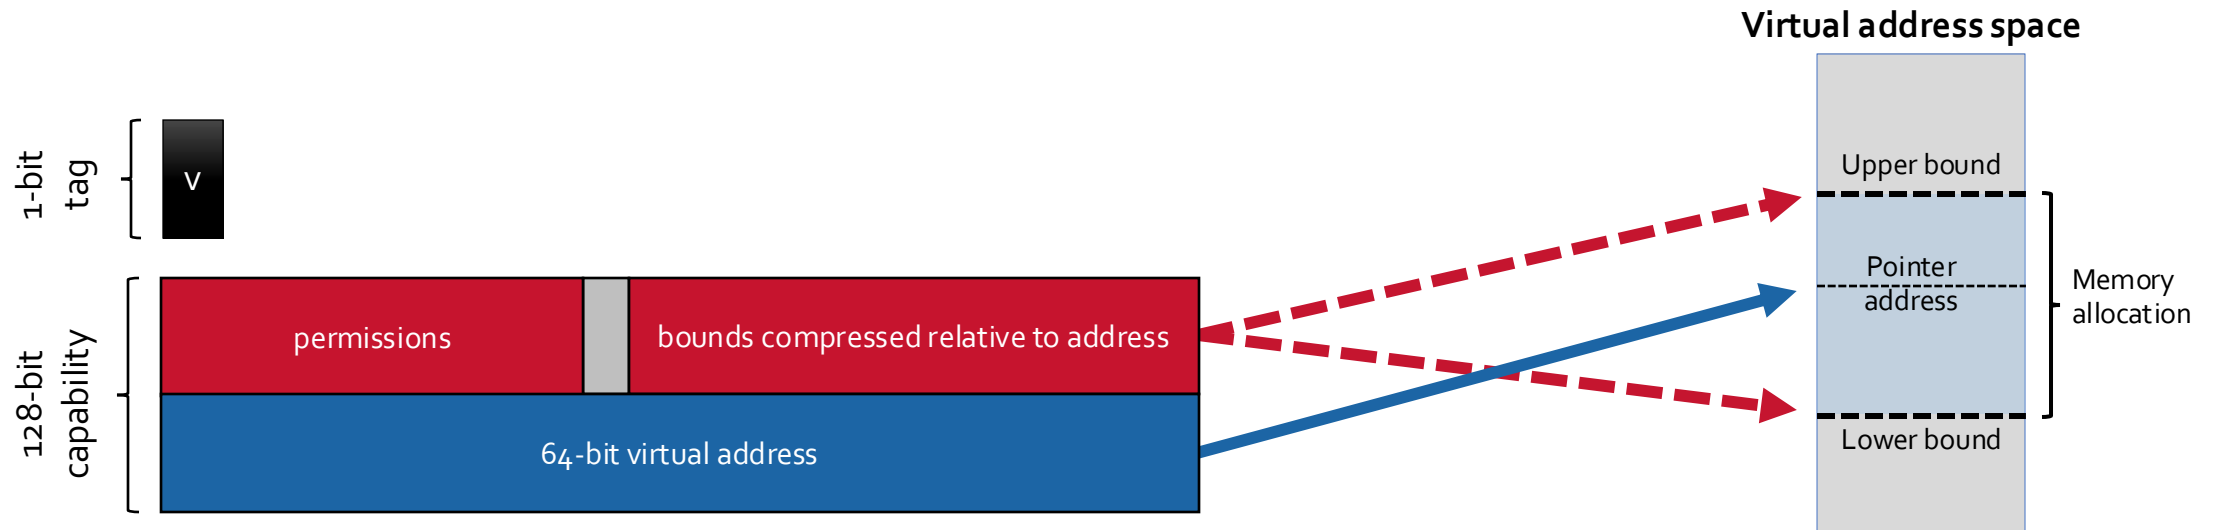 Virtual address space
1-bit
tag
V
Upper bound
Pointer
address
Memory
allocation
128-bit
capability
permissions
bounds compressed relative to address
64-bit virtual address
Lower bound